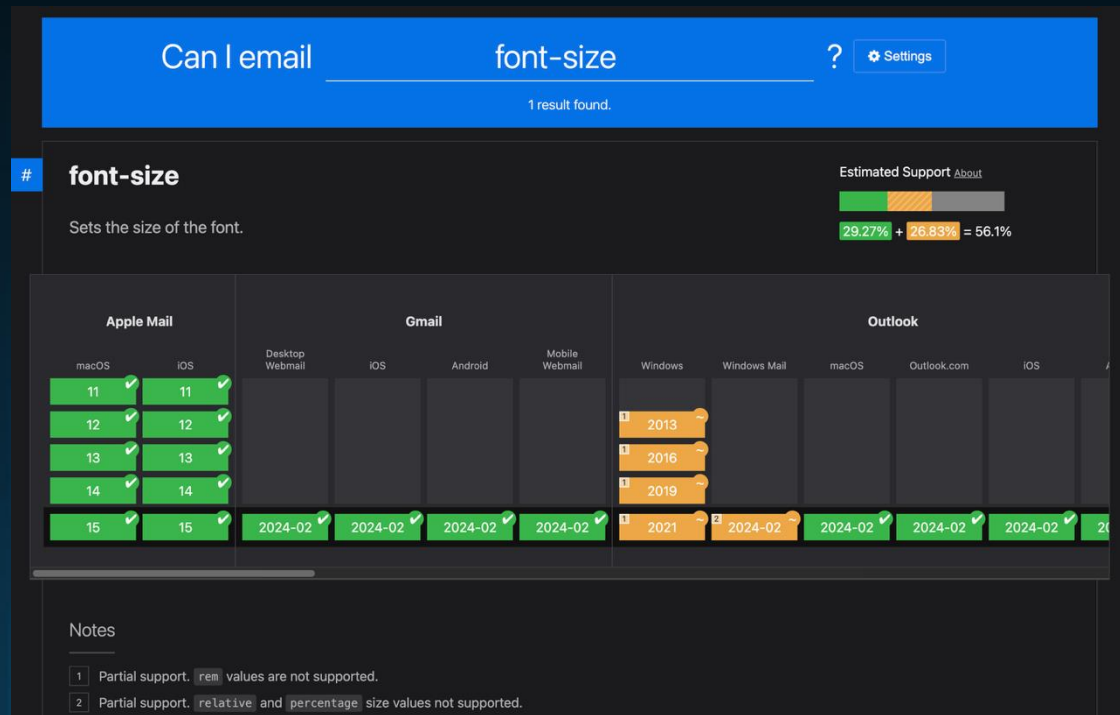 Can I email font-size ? Settings
1 result found.
#
font-size
Sets the size of the font.
Estimated Support About
29.27% + 26.83% = 56.1%
Apple Mail Gmail Outlook
macOS iOS Desktop Webmail iOS Android Mobile Webmail Windows Windows Mail macOS Outlook.com iOS
11 11
12 12 1 2013
13 13 1 2016
14 14 1 2019
15 15 2024-02 2024-02 2024-02 2024-02 1 2021 2 2024-02 2024-02 2024-02 2024-02
Notes
1 Partial support. rem values are not supported.
2 Partial support. relative and percentage size values not supported.